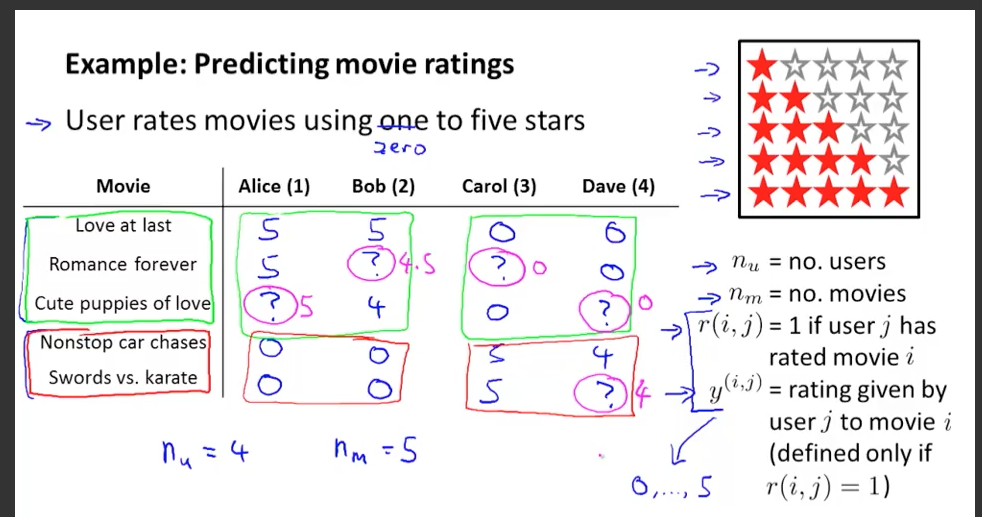 Example: Predicting movie ratings
→ User rates movies using one to five stars
zero
Movie Alice (1) Bob (2) Carol (3) Dave (4)
Love at last 5 5 0 0
Romance forever 5 ? 4.5 ? 0 0
Cute puppies of love ? 5 4 0 ? 0
Nonstop car chases 0 0 5 4
Swords vs. karate 0 0 5 ? 4
n_u = 4 n_m = 5
→ n_u = no. users
→ n_m = no. movies
→ r(i, j) = 1 if user j has
rated movie i
→ y^(i,j) = rating given by
user j to movie i
(defined only if
r(i, j) = 1)
0,..., 5